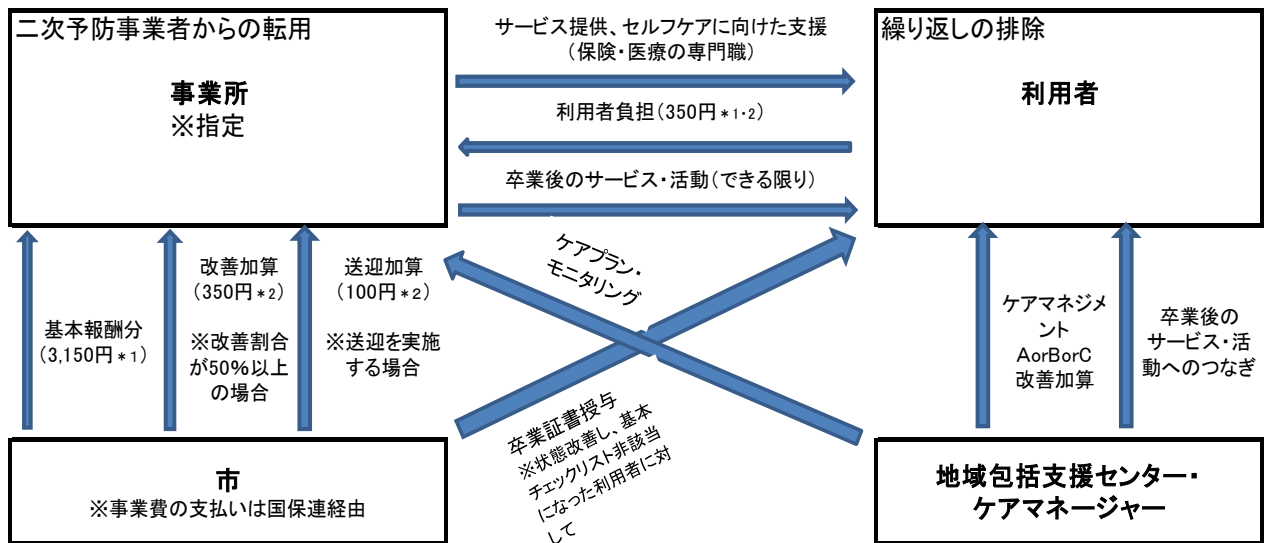 二次予防事業者からの転用
事業所
※指定
サービス提供、セルフケアに向けた支援
（保険・医療の専門職）
利用者負担（350円＊1・2）
卒業後のサービス・活動（できる限り）
繰り返しの排除
利用者
基本報酬分
（3,150円＊1）
改善加算
（350円＊2）
※改善割合
が50%以上
の場合
送迎加算
（100円＊2）
※送迎を実施
する場合
ケアプラン・
モニタリング
卒業証書授与
※状態改善し、基本
チェックリスト非該当
になった利用者に対
して
ケアマネジメ
ント
AorBorC
改善加算
卒業後の
サービス・活
動へのつなぎ
市
※事業費の支払いは国保連経由
地域包括支援センター・
ケアマネージャー